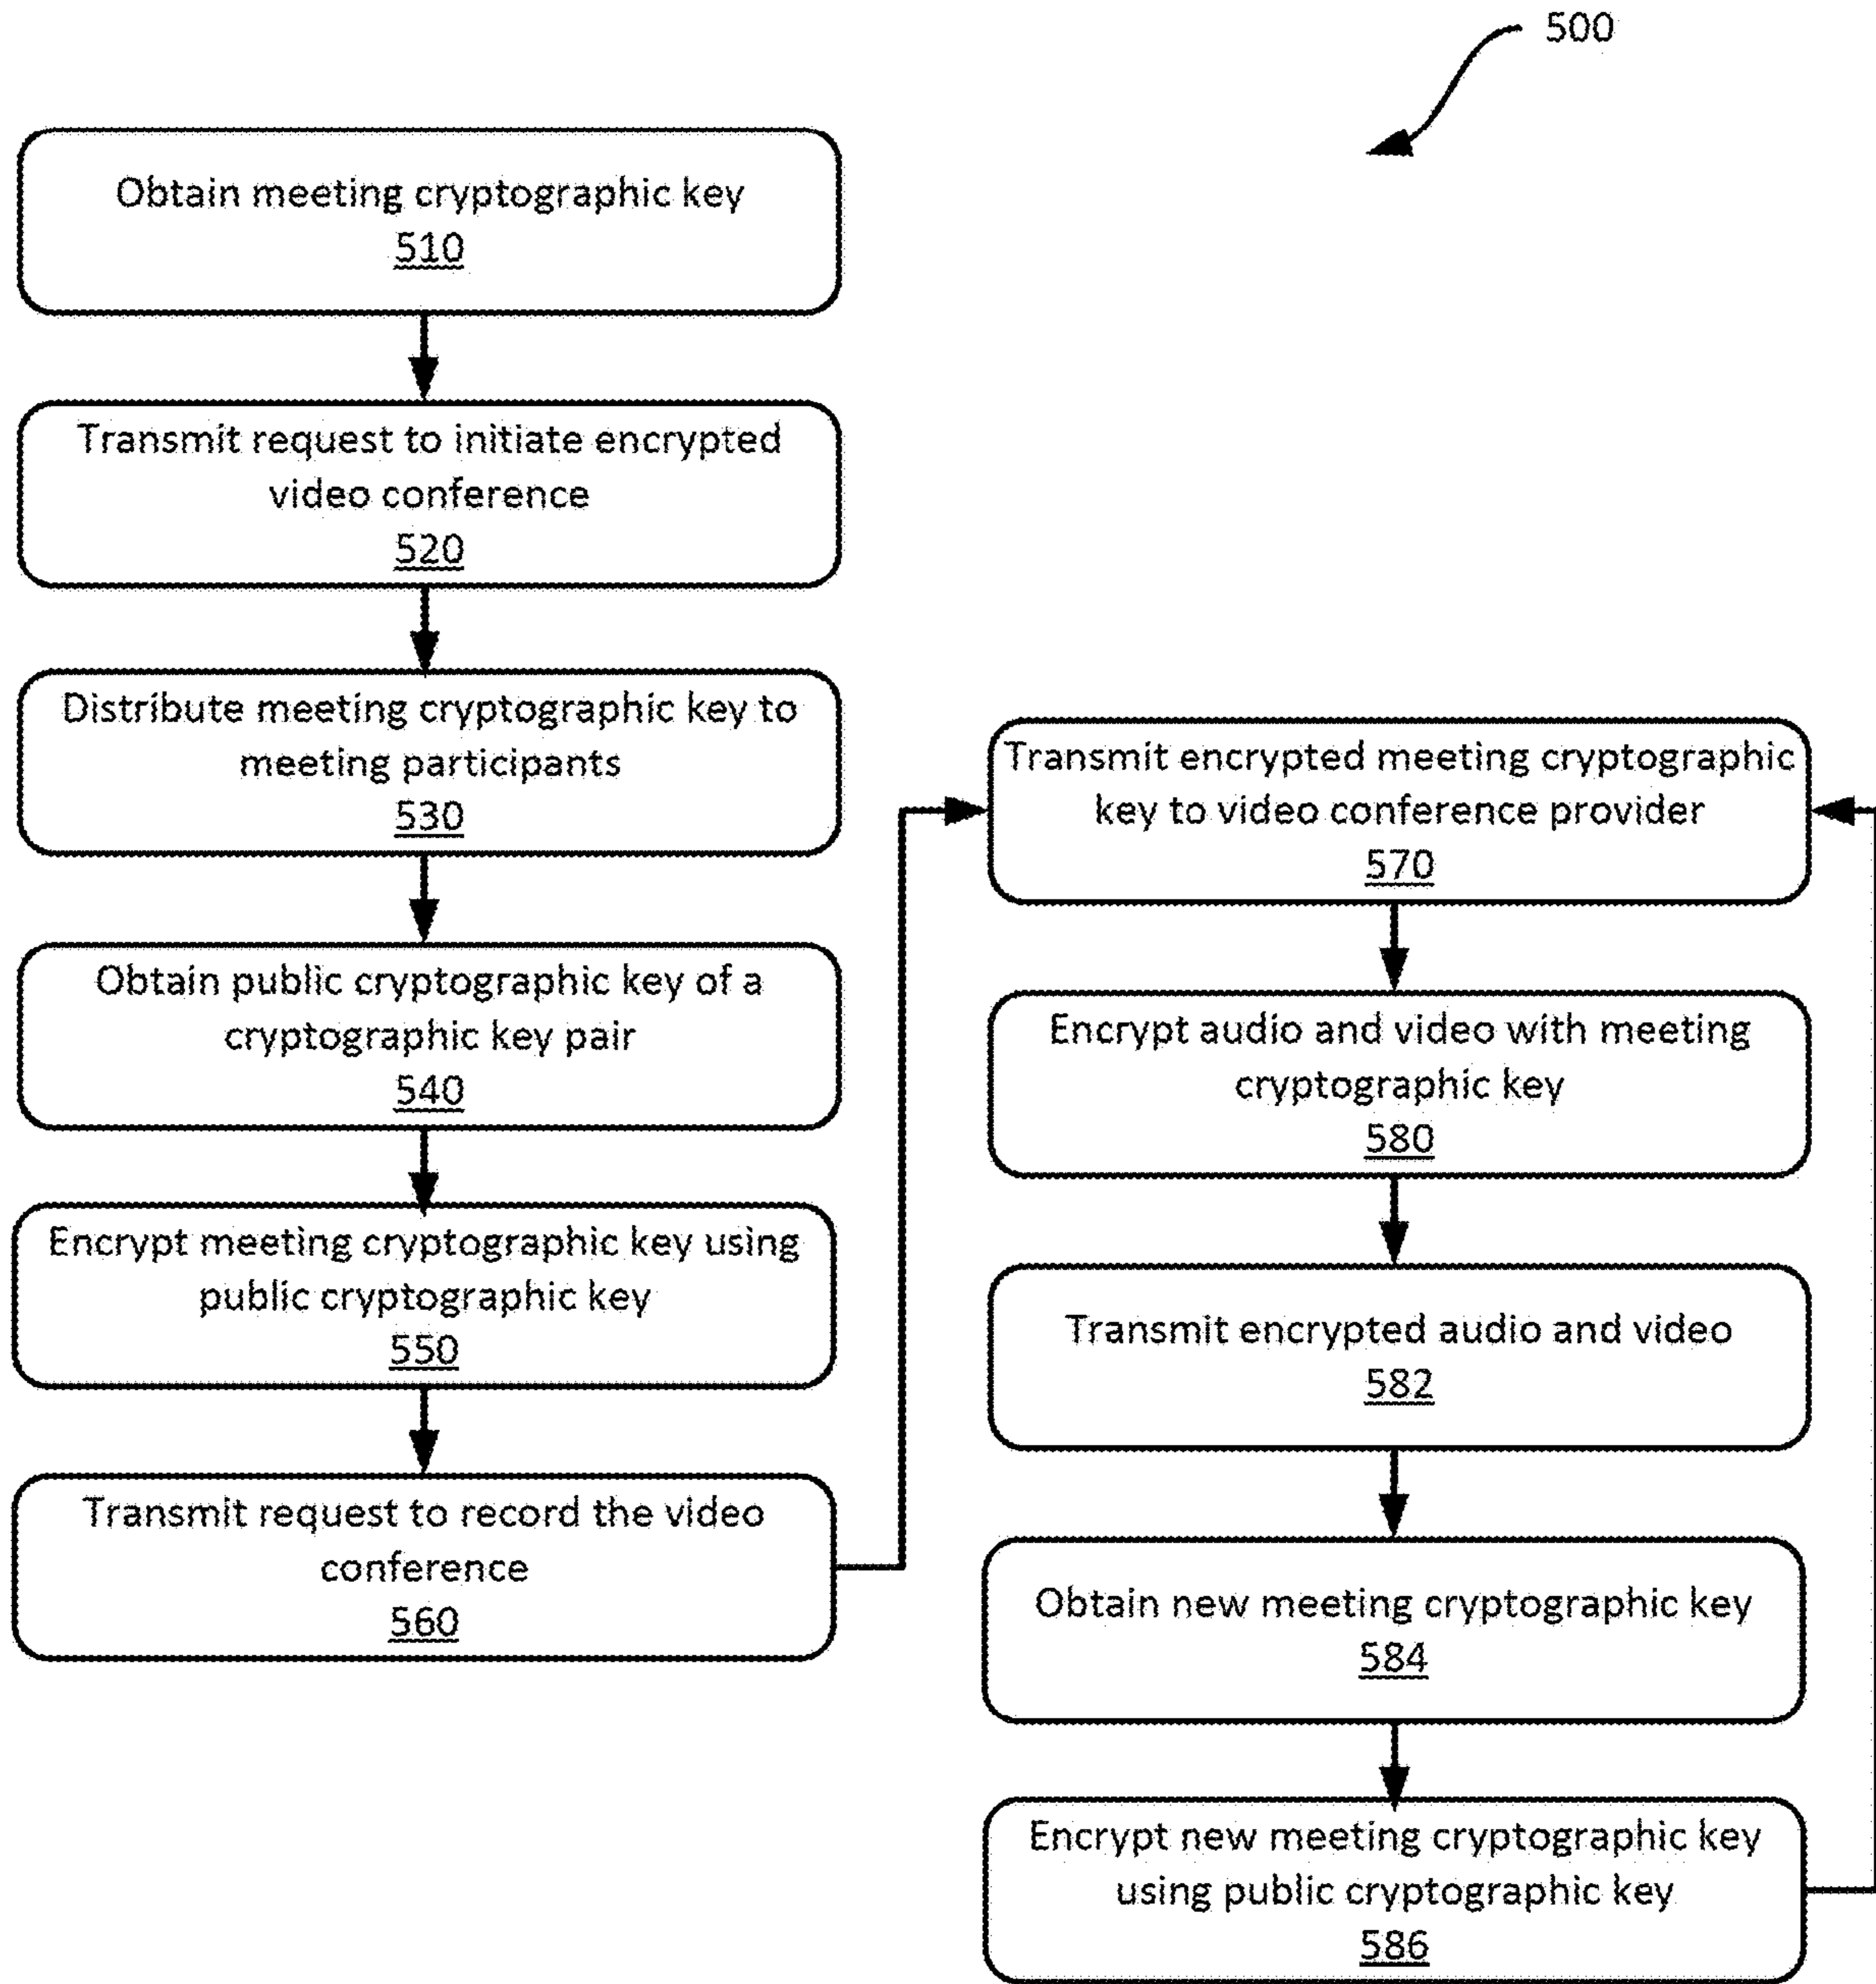 500
Obtain meeting cryptographic key
510
Transmit request to initiate encrypted
video conference
520
Distribute meeting cryptographic key to
meeting participants
530
Obtain public cryptographic key of a
cryptographic key pair
540
Encrypt meeting cryptographic key using
public cryptographic key
550
Transmit request to record the video
conference
560
Transmit encrypted meeting cryptographic
key to video conference provider
570
Encrypt audio and video with meeting
cryptographic key
580
Transmit encrypted audio and video
582
Obtain new meeting cryptographic key
584
Encrypt new meeting cryptographic key
using public cryptographic key
586